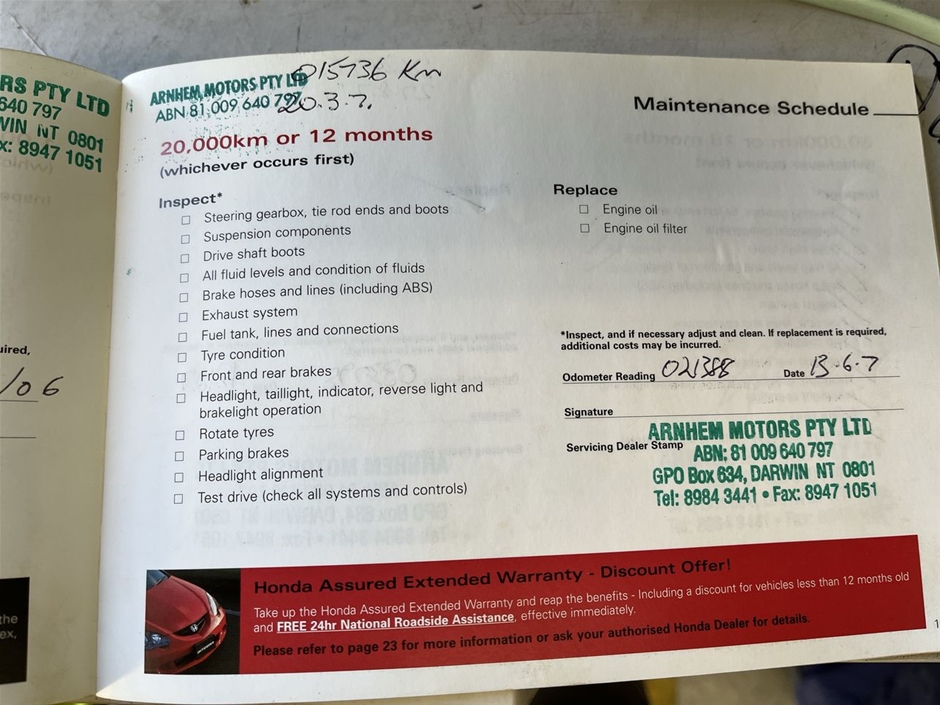 RS PTY LTD
640 797
WIN NT 0801
x: 8947 1051
uired,
/06
the
ex,
015736 Km
ARNHEM MOTORS PTY LTD
ABN 81 009 640 797
20.3.7.
Maintenance Schedule
20,000km or 12 months
(whichever occurs first)
Inspect*
Steering gearbox, tie rod ends and boots
Suspension components
Drive shaft boots
All fluid levels and condition of fluids
Brake hoses and lines (including ABS)
Exhaust system
Fuel tank, lines and connections
Tyre condition
Front and rear brakes
Headlight, taillight, indicator, reverse light and
brakelight operation
Rotate tyres
Parking brakes
Headlight alignment
Test drive (check all systems and controls)
Replace
Engine oil
Engine oil filter
*Inspect, and if necessary adjust and clean. If replacement is required,
additional costs may be incurred.
Odometer Reading 021388 Date 13.6.7
Signature
Servicing Dealer Stamp
ARNHEM MOTORS PTY LTD
ABN: 81 009 640 797
GPO Box 634, DARWIN NT 0801
Tel: 8984 3441 • Fax: 8947 1051
Honda Assured Extended Warranty - Discount Offer!
Take up the Honda Assured Extended Warranty and reap the benefits - Including a discount for vehicles less than 12 months old
and FREE 24hr National Roadside Assistance, effective immediately.
Please refer to page 23 for more information or ask your authorised Honda Dealer for details.